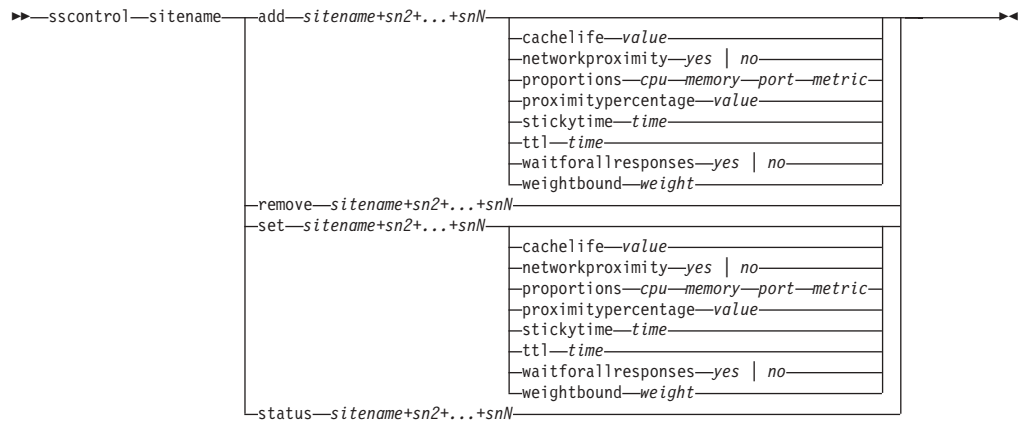 sscontrol sitename add sitename+sn2+...+snN
cachelife value
networkproximity yes | no
proportions cpu memory port metric
proximitypercentage value
stickytime time
ttl time
waitforallresponses yes | no
weightbound weight
remove sitename+sn2+...+snN
set sitename+sn2+...+snN
cachelife value
networkproximity yes | no
proportions cpu memory port metric
proximitypercentage value
stickytime time
ttl time
waitforallresponses yes | no
weightbound weight
status sitename+sn2+...+snN